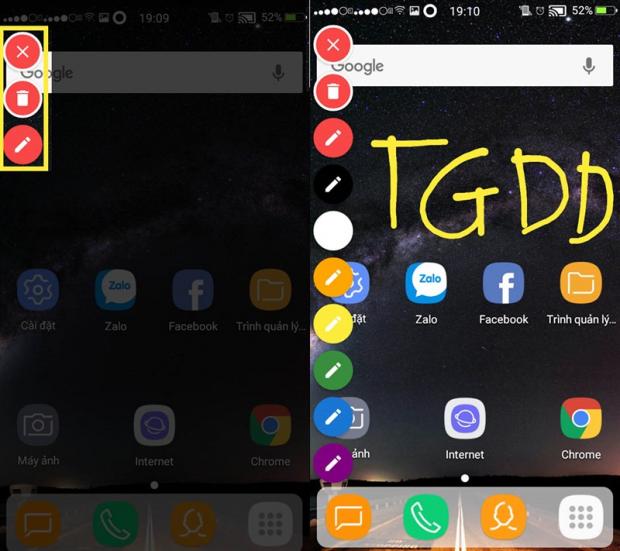 19:09 52%
Google
Cài đặt Zalo Facebook Trình quản lý...
Máy ảnh Internet Chrome
19:10 52%
Google
TGDD
đặt Zalo Facebook Trình quản lý...
ảnh Internet Chrome